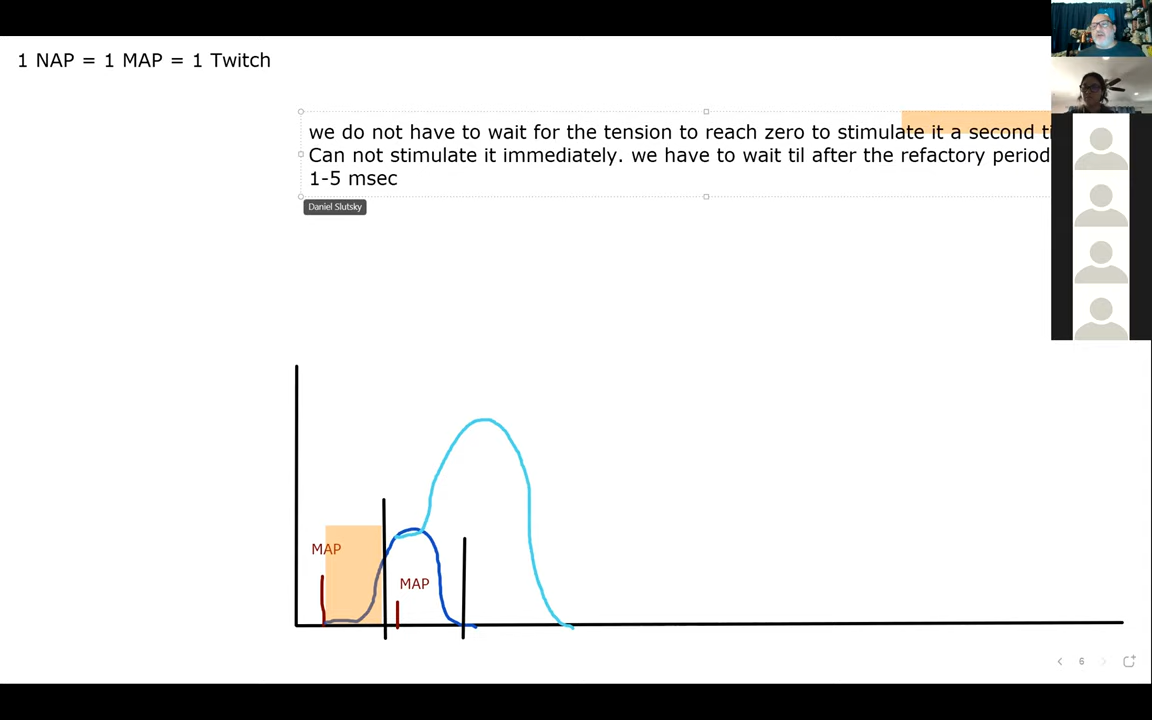 1 NAP = 1 MAP = 1 Twitch
we do not have to wait for the tension to reach zero to stimulate it a second
Can not stimulate it immediately. we have to wait til after the refactory period
1-5 msec
Daniel Slutsky
MAP
MAP
6